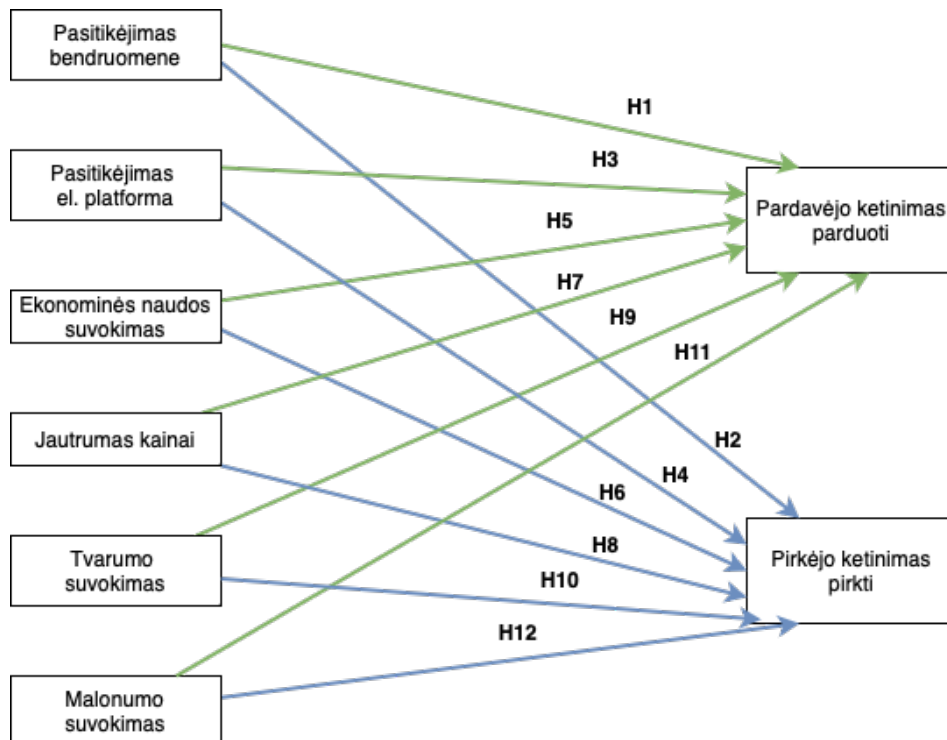 Pasitikėjimas
bendruomene
H1
Pasitikėjimas
el. platforma
H3
Pardavėjo ketinimas
parduoti
H5
Ekonominės naudos
suvokimas
H7
H9
H11
Jautrumas kainai
H2
H4
H6
H8
Tvarumo
suvokimas
H10
Pirkėjo ketinimas
pirkti
H12
Malonumo
suvokimas